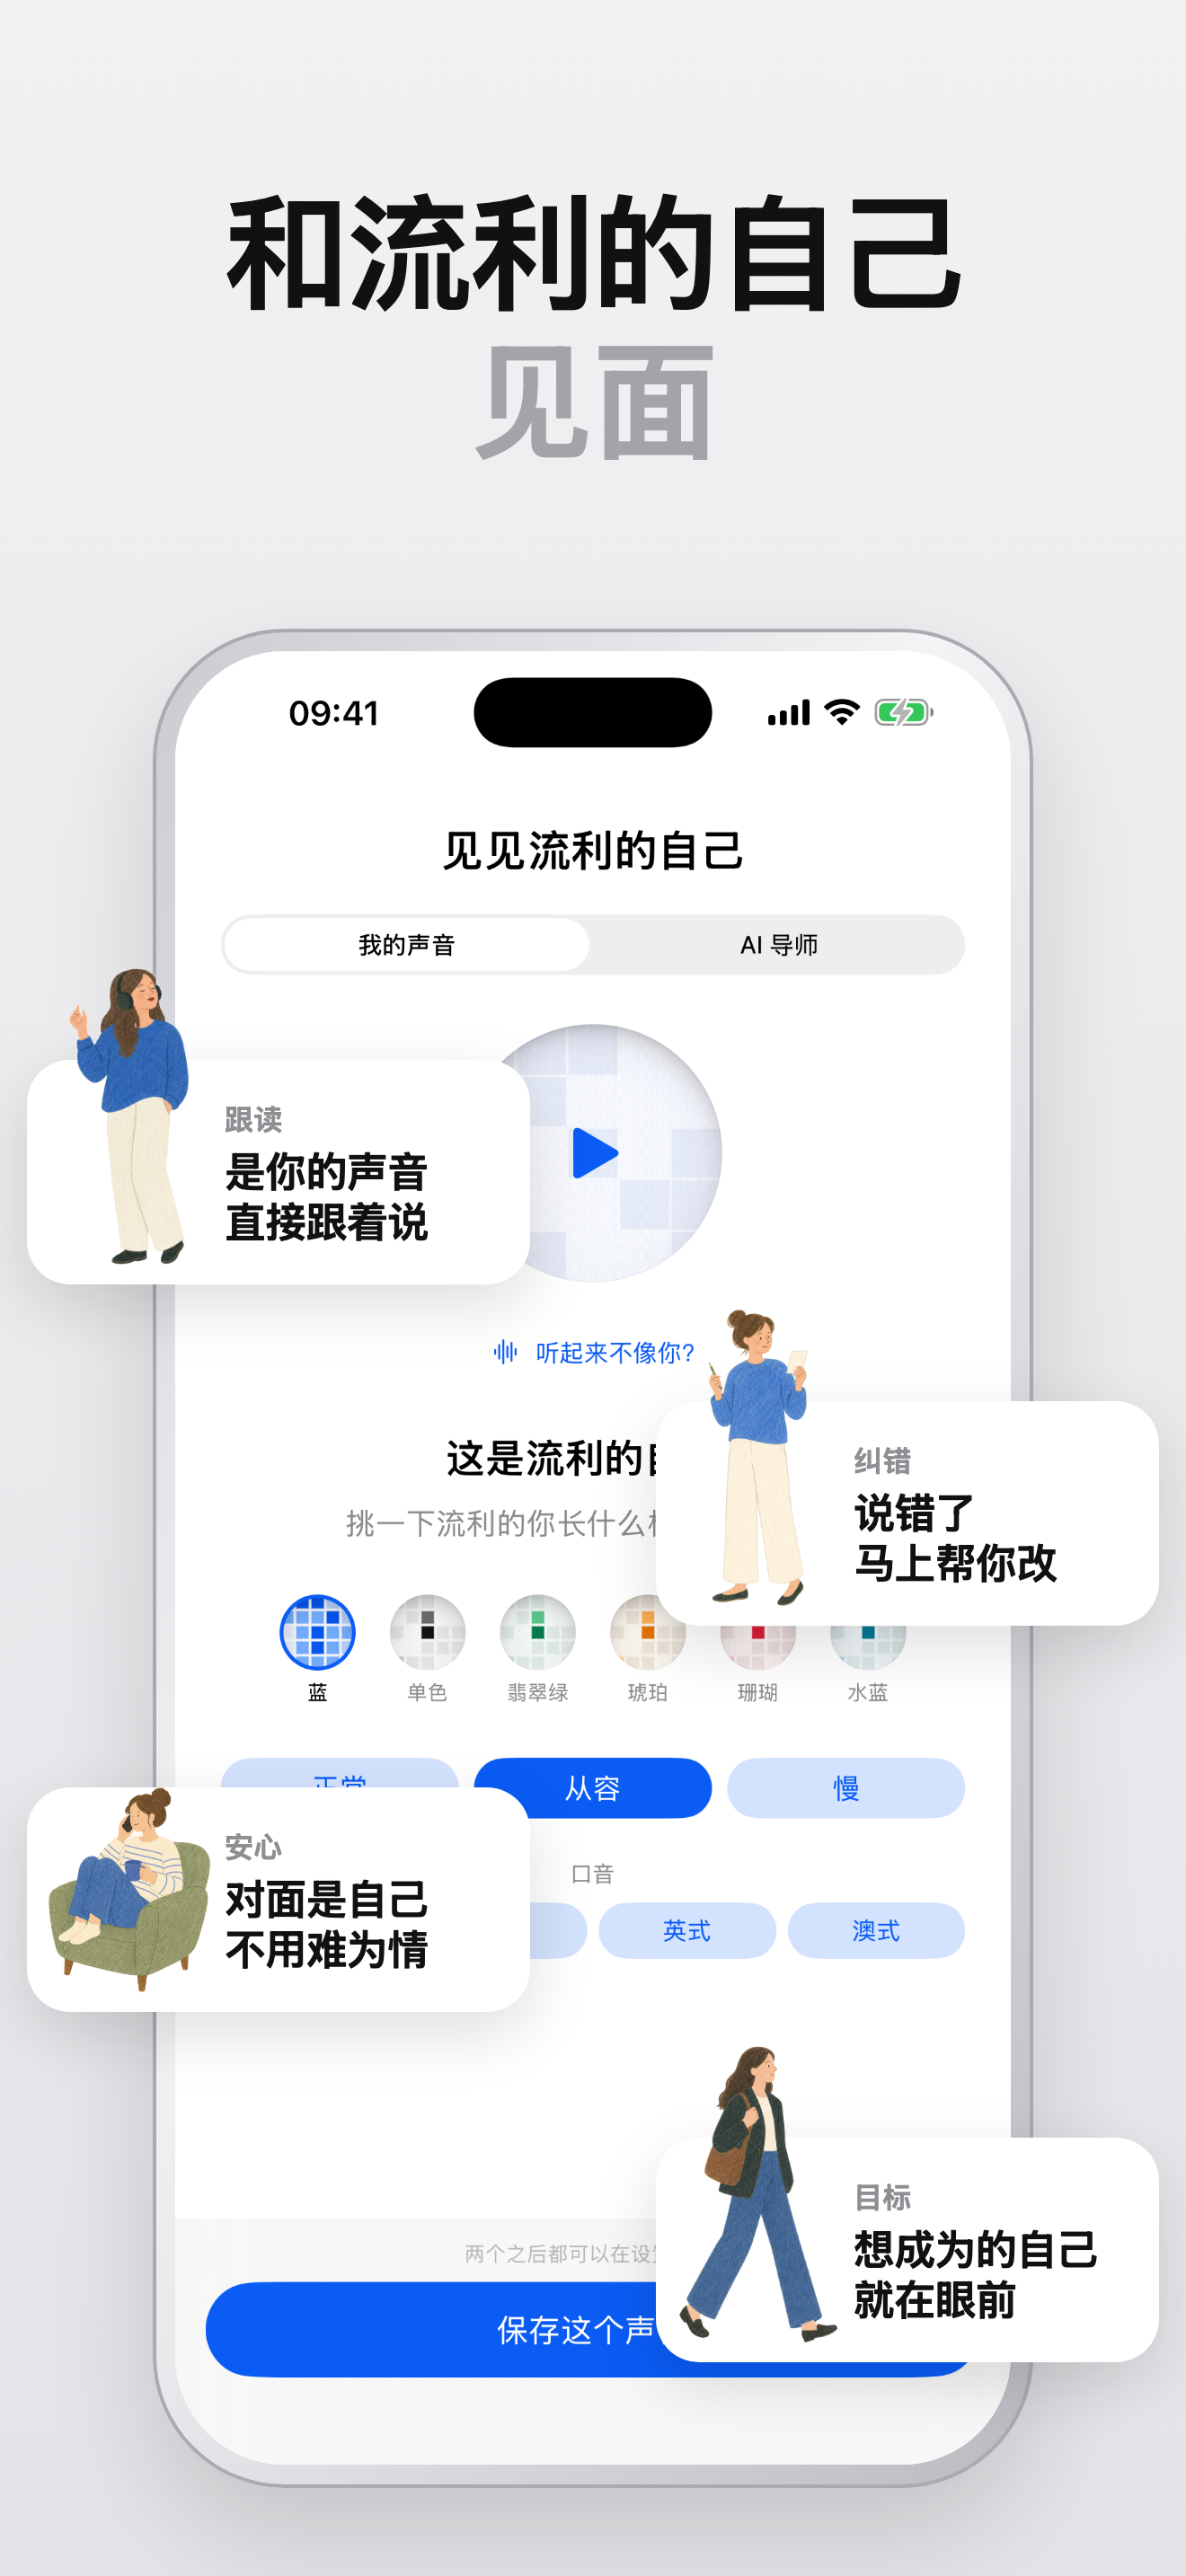 和流利的自己
见面
09:41
见见流利的自己
我的声音
AI 导师
跟读
是你的声音
直接跟着说
听起来不像你?
纠错
说错了
马上帮你改
这是流利的
挑一下流利的你长什么
蓝
单色
翡翠绿
琥珀
珊瑚
水蓝
正常
从容
慢
安心
对面是自己
不用难为情
口音
英式
澳式
目标
想成为的自己
就在眼前
两个之后都可以在设
保存这个声